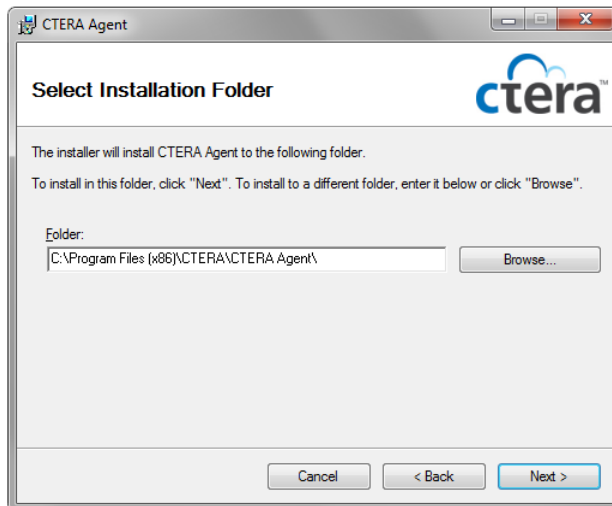 CTERA Agent
Select Installation Folder
ctera™
The installer will install CTERA Agent to the following folder.
To install in this folder, click "Next". To install to a different folder, enter it below or click "Browse".
Folder:
C:\Program Files (x86)\CTERA\CTERA Agent\
Browse...
Cancel
< Back
Next >